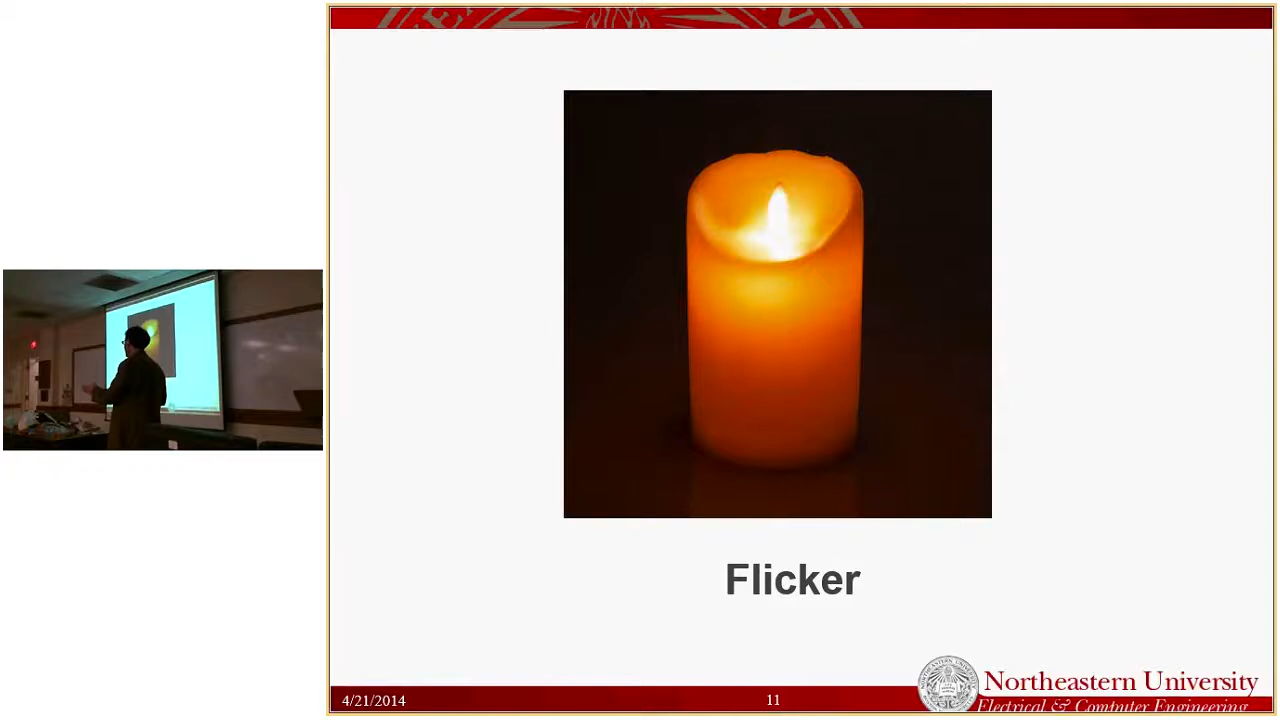 Flicker
4/21/2014
11
Northeastern University
Electrical & Computer Engineering